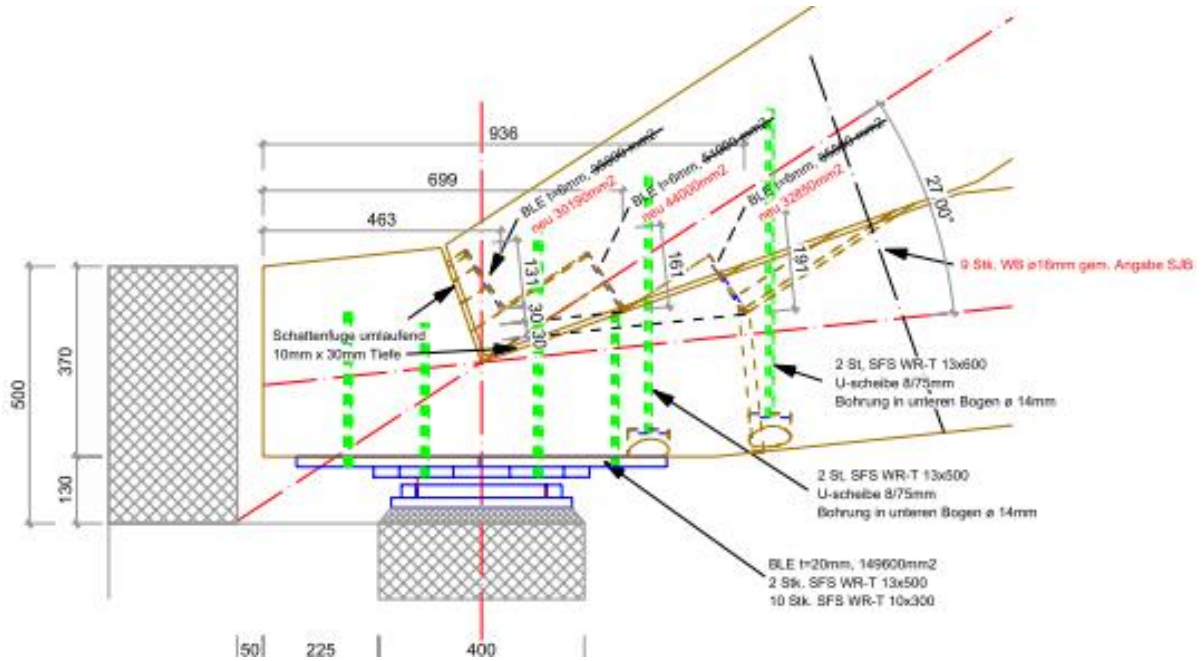 936
699
463
BLE t=6mm,
neu 30190mm2
BLE t=6mm,
neu 44000mm2
BLE t=6mm,
neu 32850mm2
27.00°
131
30
30
161
191
9 Stk. WB ø16mm gem. Angabe SJB
Schattenfuge umlaufend
10mm x 30mm Tiefe
500
370
130
2 St, SFS WR-T 13x600
U-scheibe 8/75mm
Bohrung in unteren Bogen ø 14mm
2 St, SFS WR-T 13x500
U-scheibe 8/75mm
Bohrung in unteren Bogen ø 14mm
BLE t=20mm, 149600mm2
2 Stk. SFS WR-T 13x500
10 Stk. SFS WR-T 10x300
50
225
400